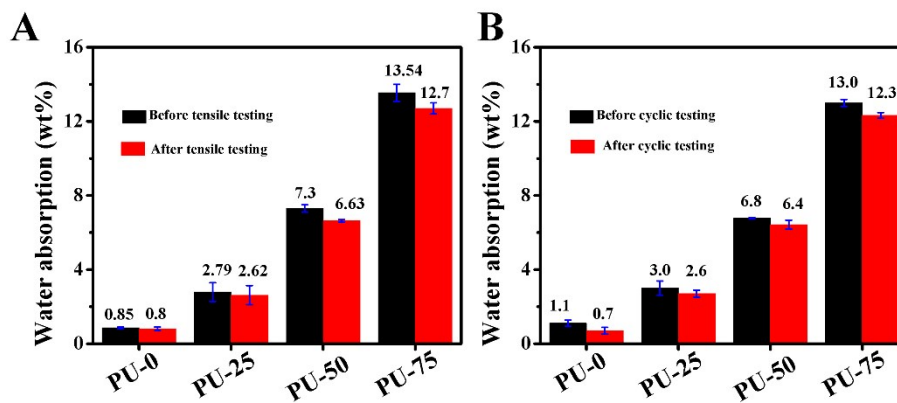 A
Water absorption (wt%)
16
12
8
4
0
Before tensile testing
After tensile testing
0.85 0.8
2.79 2.62
7.3 6.63
13.54 12.7
PU-0 PU-25 PU-50 PU-75
B
Water absorption (wt%)
16
12
8
4
0
Before cyclic testing
After cyclic testing
1.1 0.7
3.0 2.6
6.8 6.4
13.0 12.3
PU-0 PU-25 PU-50 PU-75